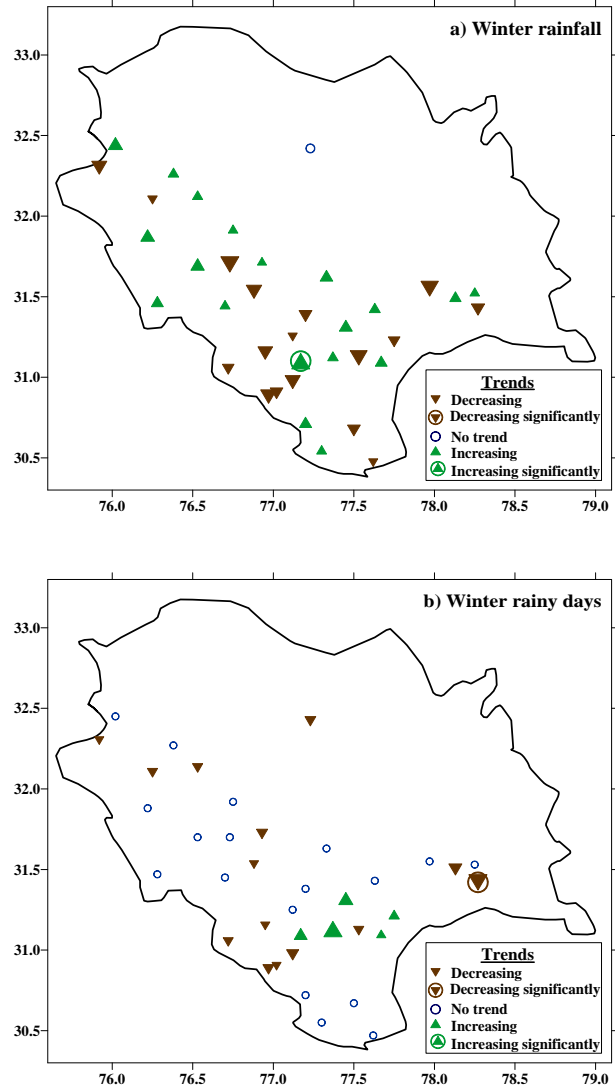 a) Winter rainfall
33.0
32.5
32.0
31.5
31.0
30.5
76.0 76.5 77.0 77.5 78.0 78.5 79.0
Trends
Decreasing
Decreasing significantly
No trend
Increasing
Increasing significantly
b) Winter rainy days
33.0
32.5
32.0
31.5
31.0
30.5
76.0 76.5 77.0 77.5 78.0 78.5 79.0
Trends
Decreasing
Decreasing significantly
No trend
Increasing
Increasing significantly